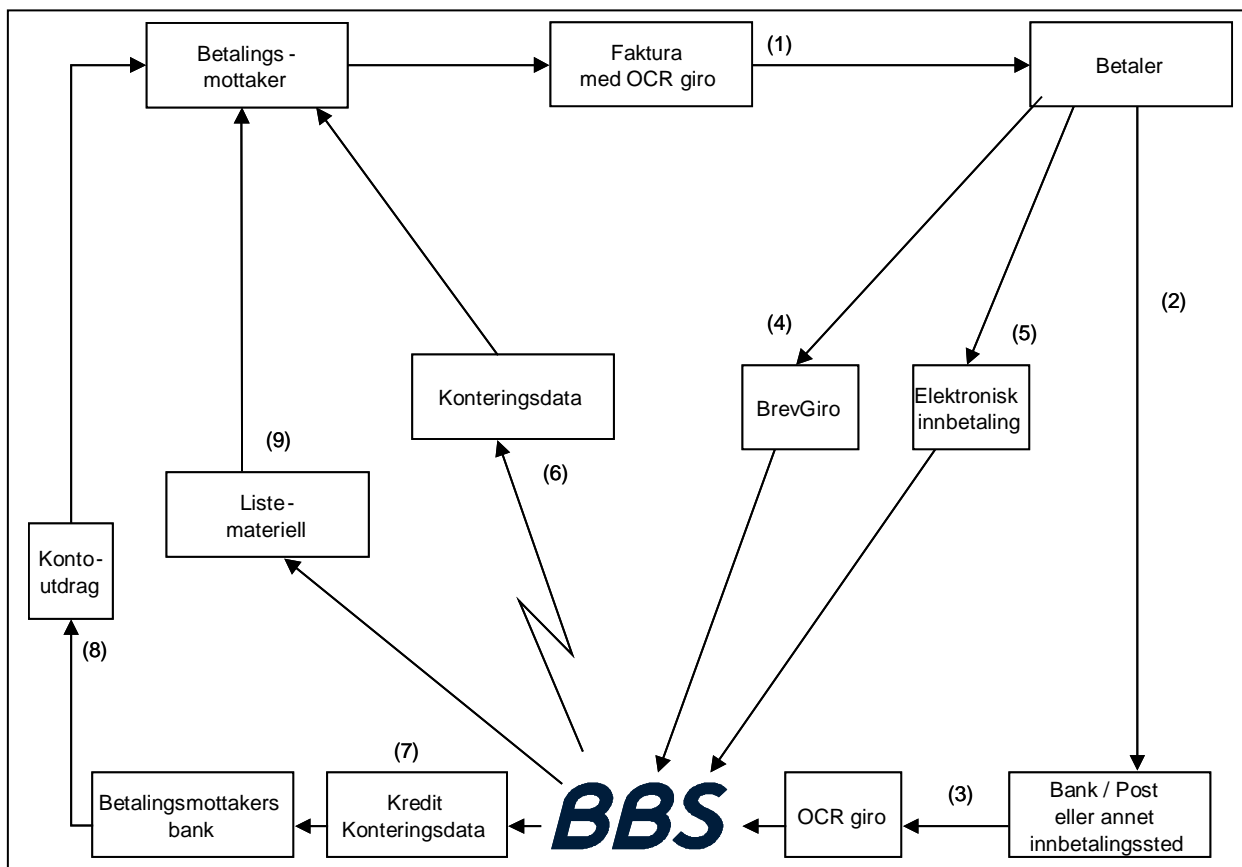 Betalings -
mottaker
Faktura
med OCR giro
(1)
Betaler
(4)
(5)
(2)
Konteringsdata
BrevGiro
Elektronisk
innbetaling
(9)
(6)
Liste-
materiell
Konto-
utdrag
(8)
(7)
Betalingsmottakers
bank
Kredit
Konteringsdata
BBS
OCR giro
(3)
Bank / Post
eller annet
innbetalingssted